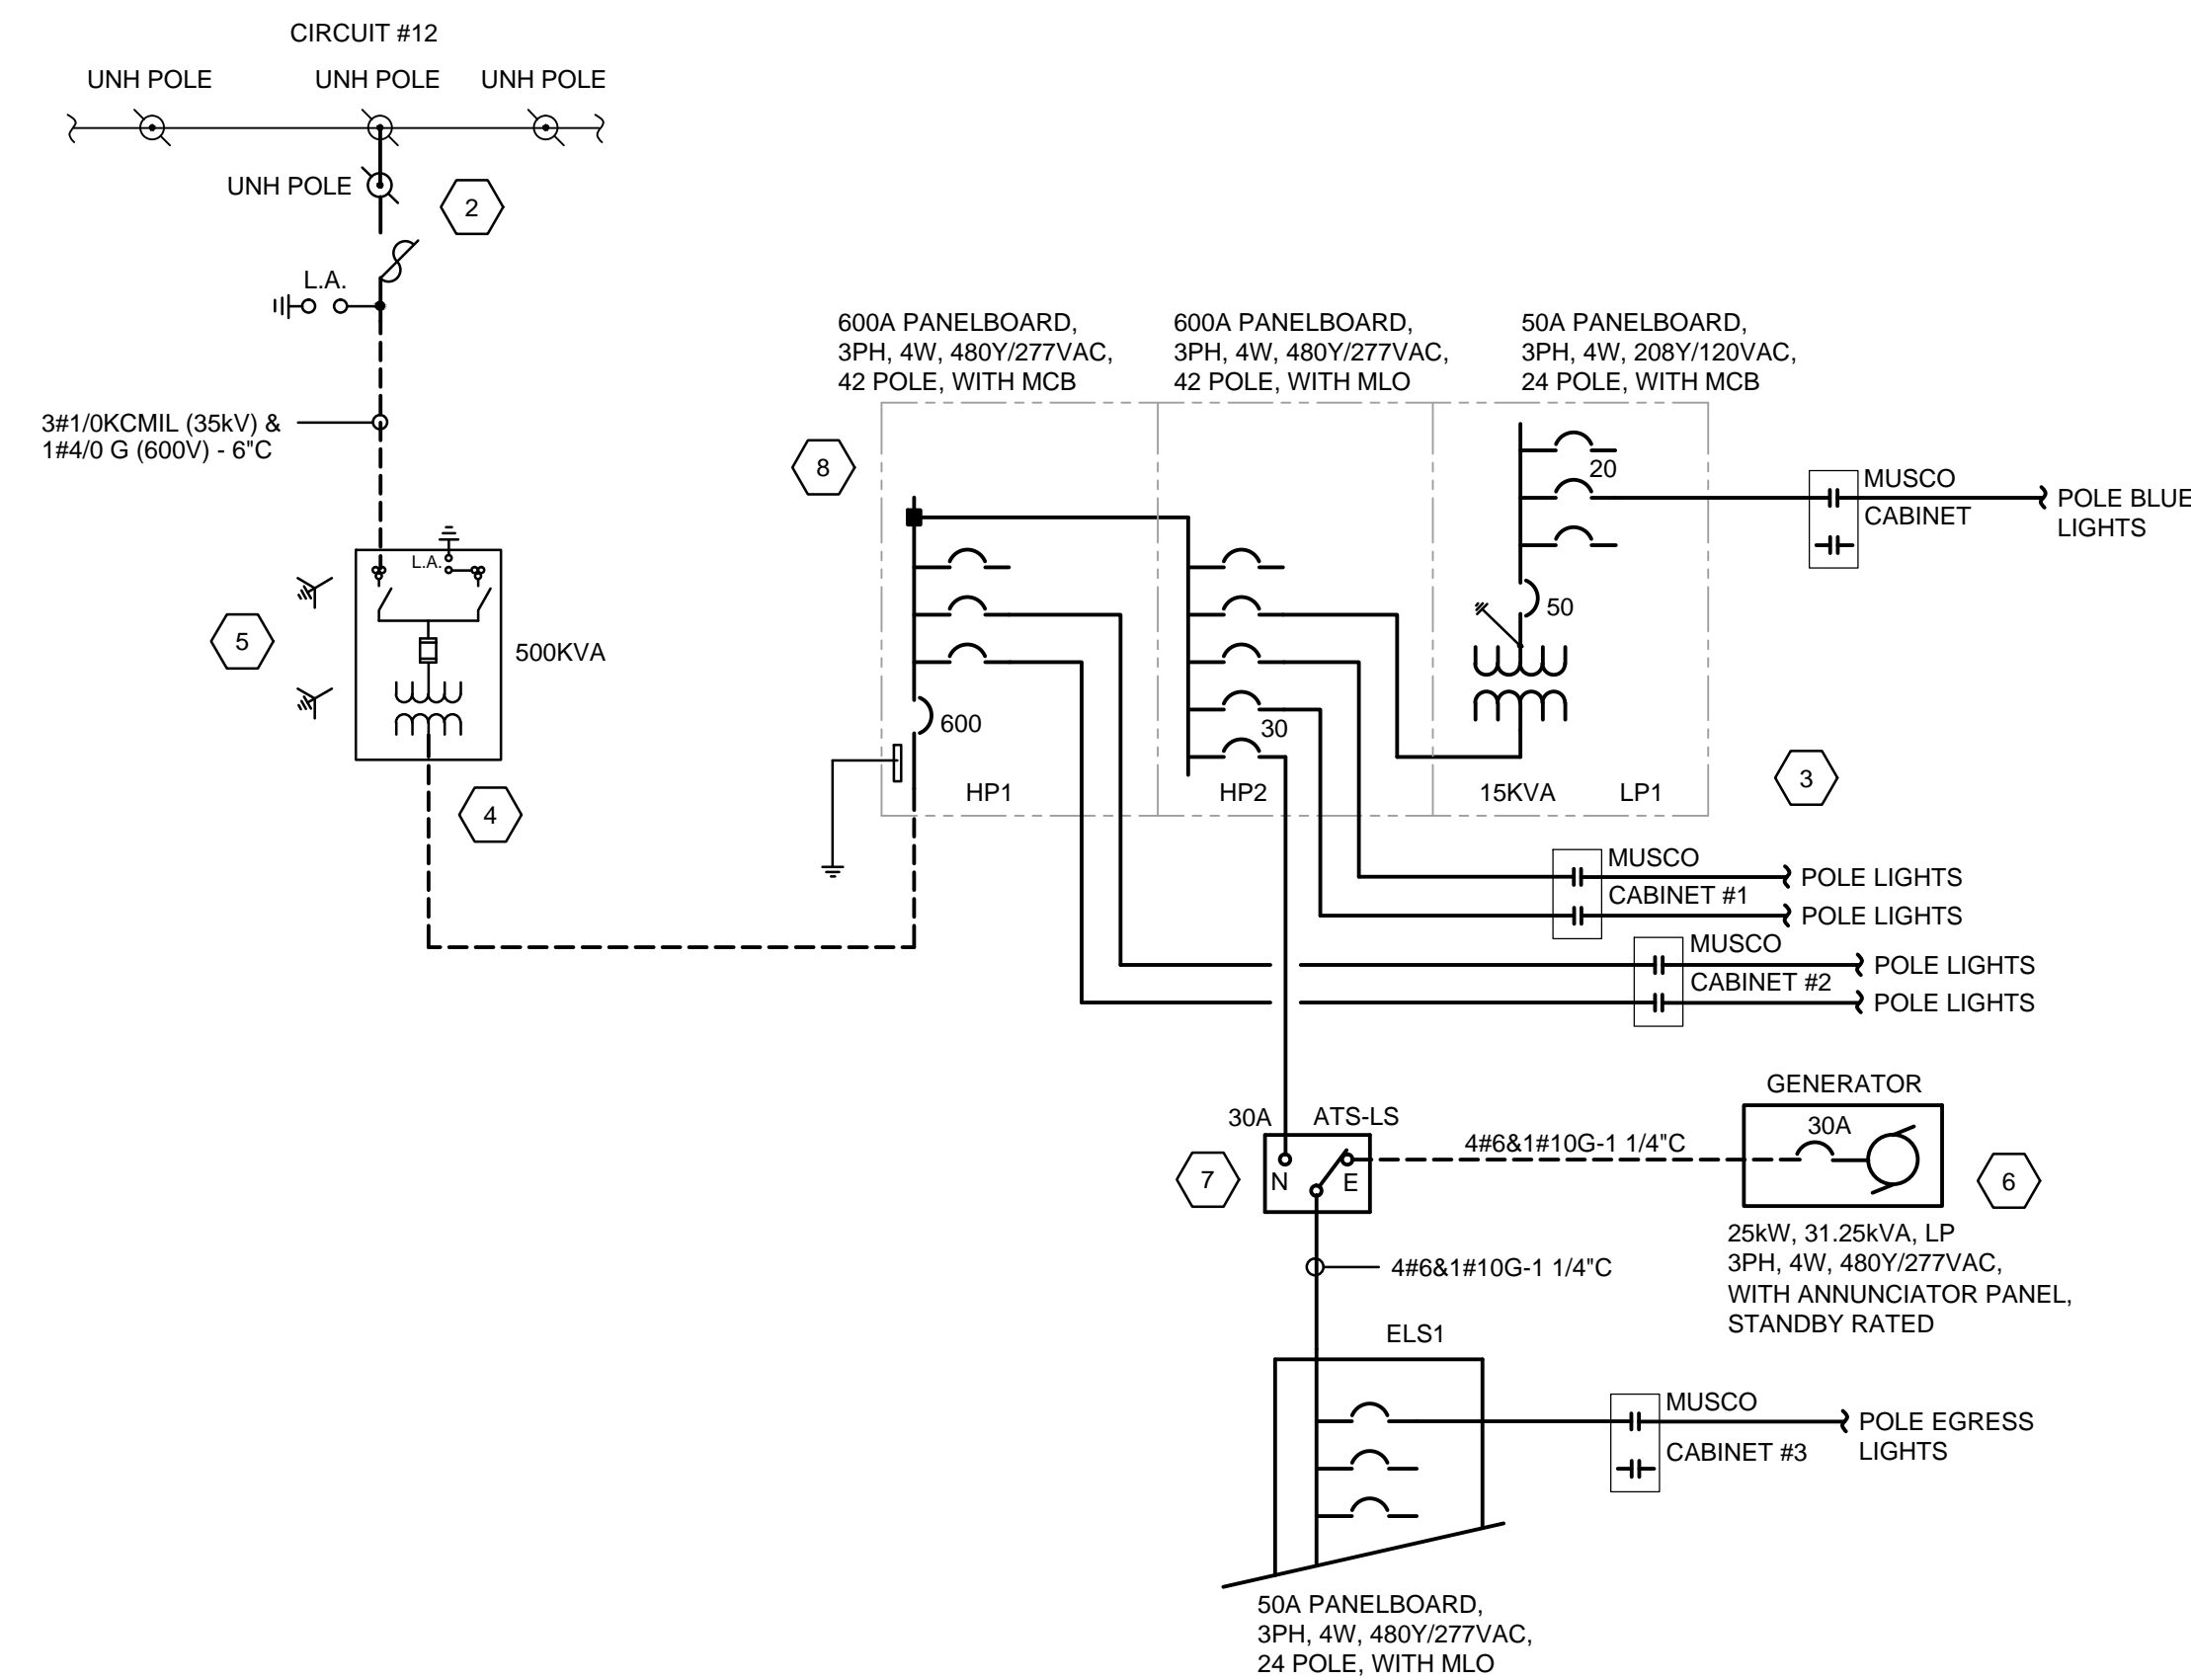 CIRCUIT #12
UNH POLE
UNH POLE
UNH POLE
UNH POLE
2
L.A.
3#1/0KCMIL (35kV) &
1#4/0 G (600V) - 6"C
L.A.
5
500KVA
4
600A PANELBOARD,
3PH, 4W, 480Y/277VAC,
42 POLE, WITH MCB
600A PANELBOARD,
3PH, 4W, 480Y/277VAC,
42 POLE, WITH MLO
50A PANELBOARD,
3PH, 4W, 208Y/120VAC,
24 POLE, WITH MCB
8
20
MUSCO
CABINET
POLE BLUE
LIGHTS
50
600
30
HP1
HP2
15KVA
LP1
3
MUSCO
CABINET #1
POLE LIGHTS
POLE LIGHTS
MUSCO
CABINET #2
POLE LIGHTS
POLE LIGHTS
30A
ATS-LS
N
E
7
4#6&1#10G-1 1/4"C
GENERATOR
30A
6
25kW, 31.25kVA, LP
3PH, 4W, 480Y/277VAC,
WITH ANNUNCIATOR PANEL,
STANDBY RATED
4#6&1#10G-1 1/4"C
ELS1
MUSCO
CABINET #3
POLE EGRESS
LIGHTS
50A PANELBOARD,
3PH, 4W, 480Y/277VAC,
24 POLE, WITH MLO